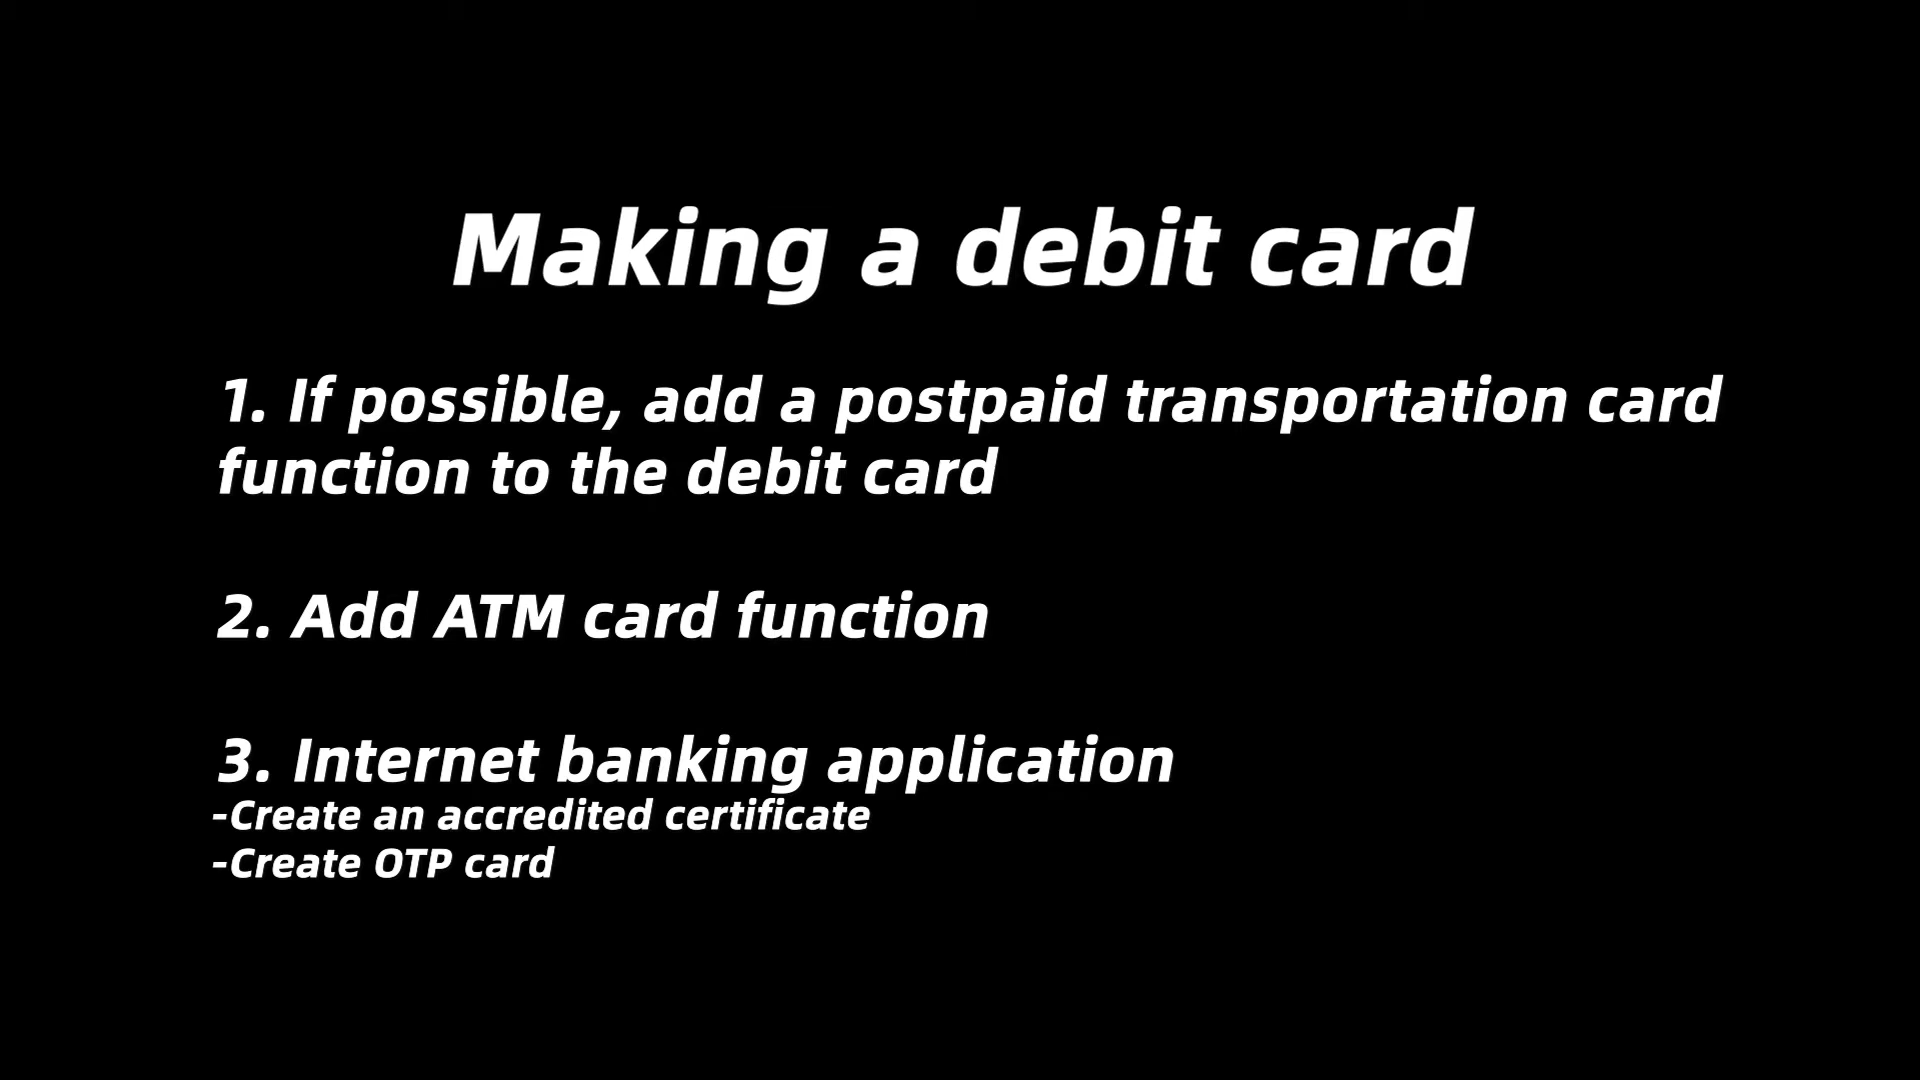 Making a debit card
1. If possible, add a postpaid transportation card
function to the debit card
2. Add ATM card function
3. Internet banking application
-Create an accredited certificate
-Create OTP card